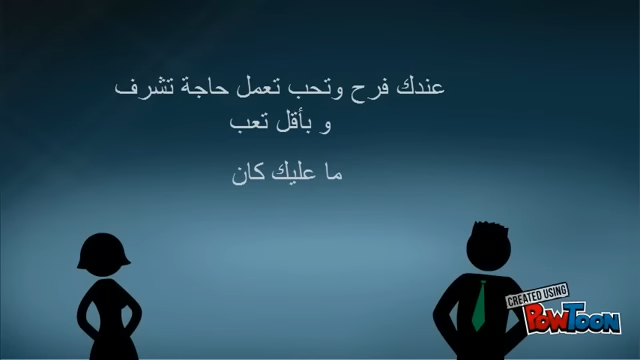 عندك فرح وتحب تعمل حاجة تشرف
و بأقل تعب
ما عليك كان
CREATED USING
POWTOON